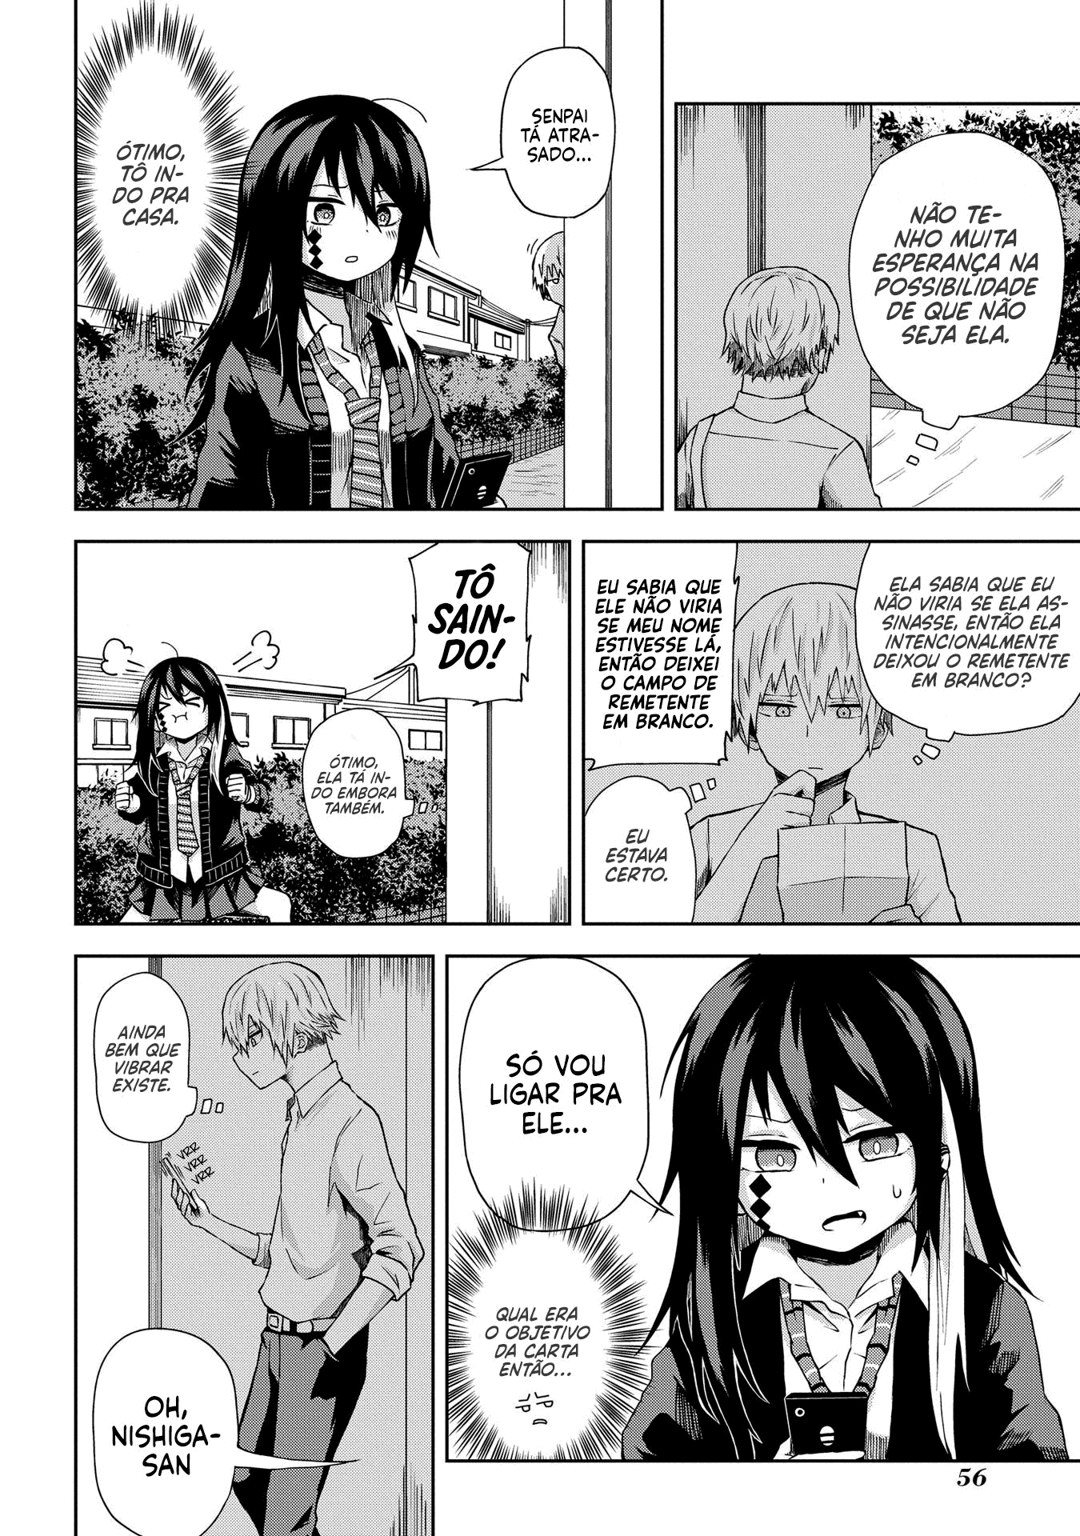 NÃO TE-
NHO MUITA
ESPERANÇA NA
POSSIBILIDADE
DE QUE NÃO
SEJA ELA.
SENPAI
TÁ ATRA-
SADO...
ÓTIMO,
TÔ IN-
DO PRA
CASA.
ELA SABIA QUE EU
NÃO VIRIA SE ELA AS-
SINASSE, ENTÃO ELA
INTENCIONALMENTE
DEIXOU O REMETENTE
EM BRANCO?
EU SABIA QUE
ELE NÃO VIRIA
SE MEU NOME
ESTIVESSE LÁ,
ENTÃO DEIXEI
O CAMPO DE
REMETENTE
EM BRANCO.
EU
ESTAVA
CERTO.
TÔ
SAIN-
DO!
ÓTIMO,
ELA TÁ IN-
DO EMBORA
TAMBÉM.
SÓ VOU
LIGAR PRA
ELE...
QUAL ERA
O OBJETIVO
DA CARTA
ENTÃO...
AINDA
BEM QUE
VIBRAR
EXISTE.
VRR
VRR
VRR
OH,
NISHIGA-
SAN
56